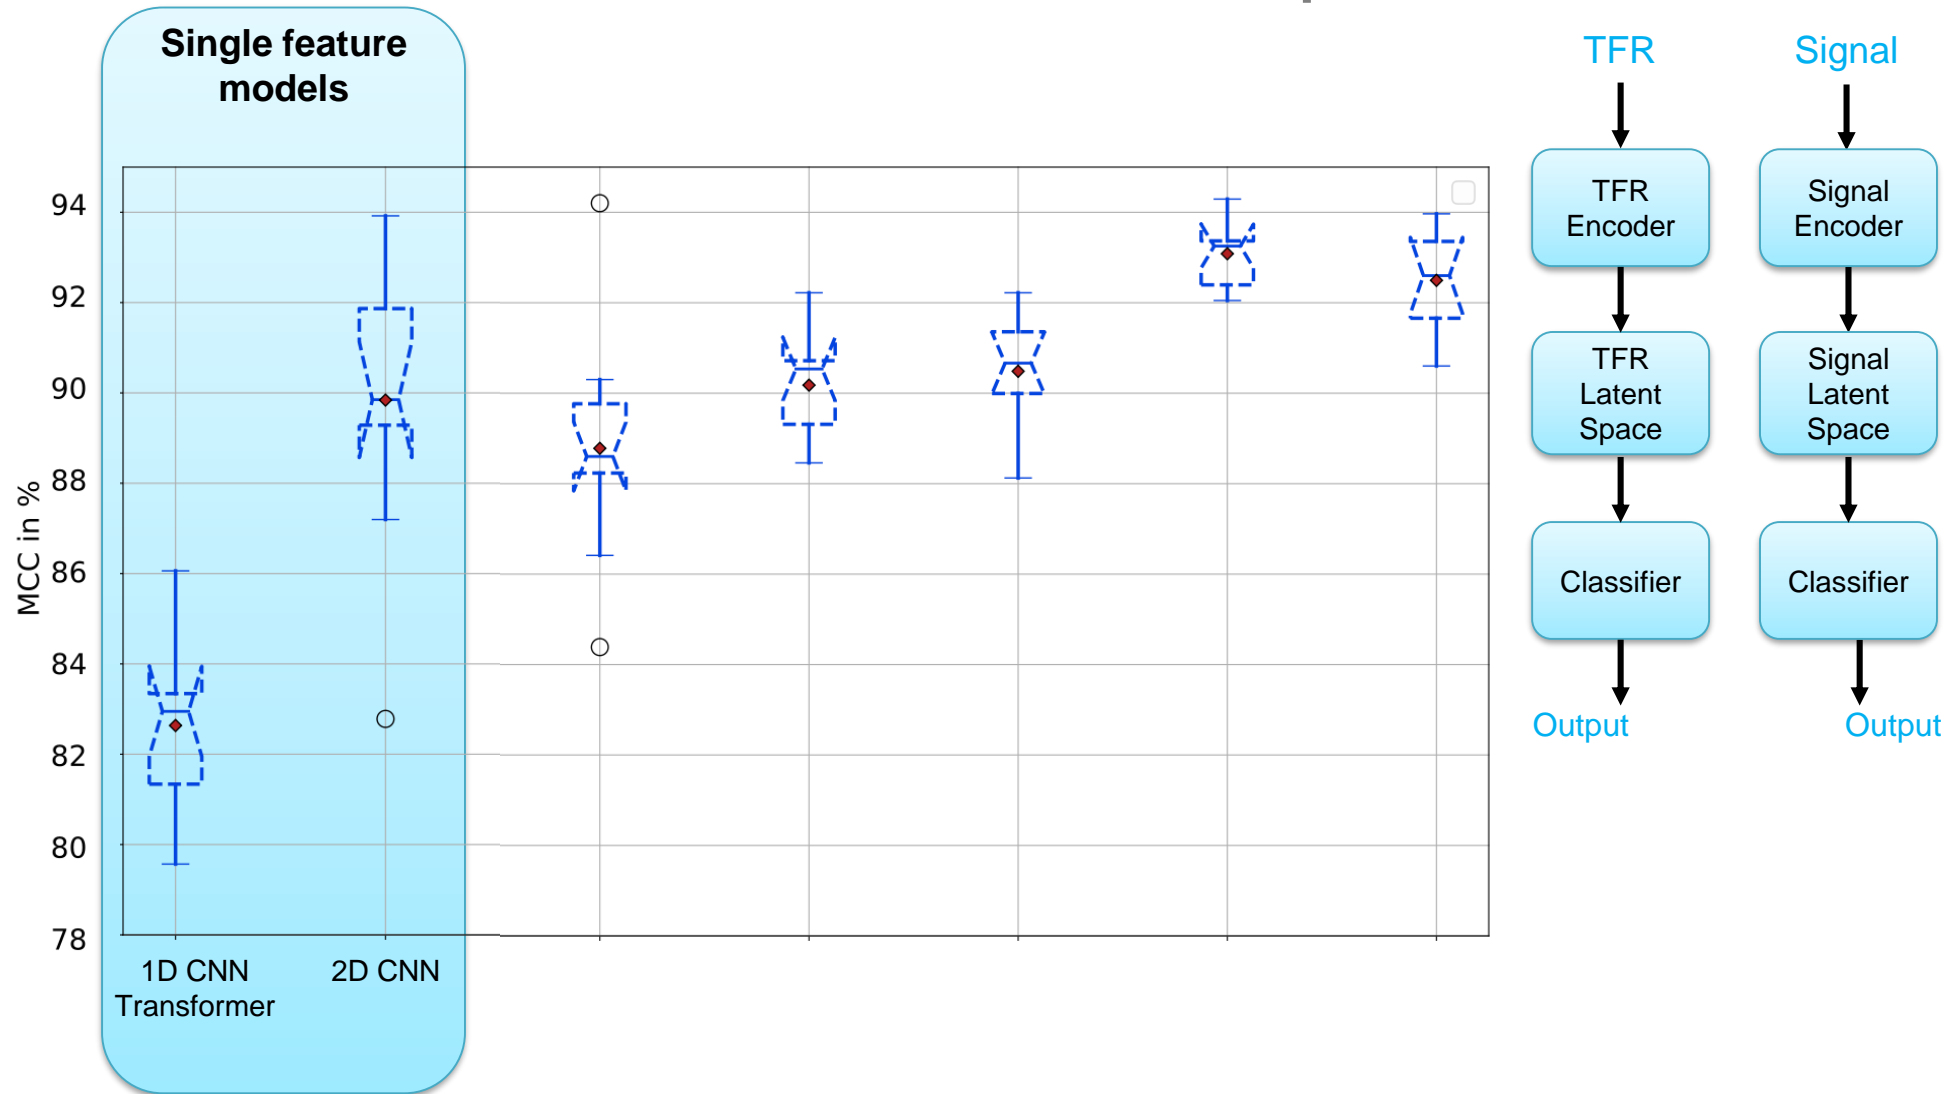 Single feature
models
94
92
90
88
86
84
82
80
78
MCC in %
1D CNN
Transformer
2D CNN
TFR
TFR
Encoder
TFR
Latent
Space
Classifier
Output
Signal
Signal
Encoder
Signal
Latent
Space
Classifier
Output